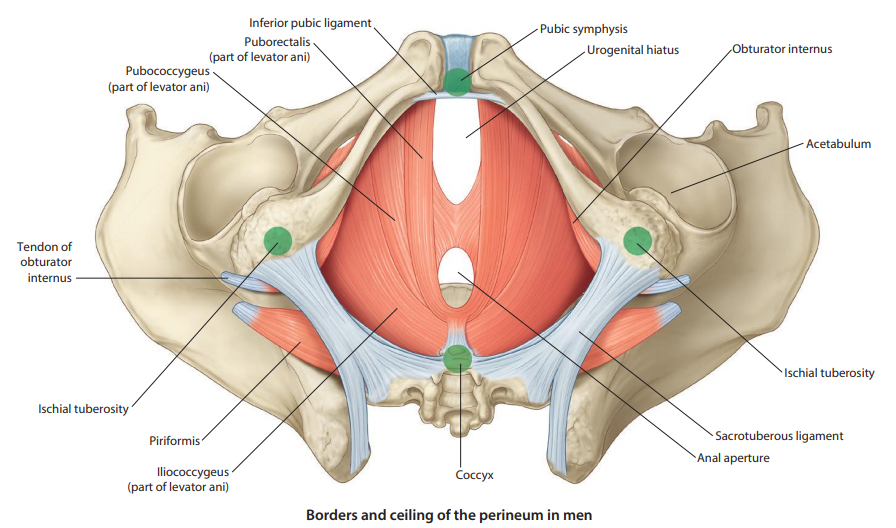 Inferior pubic ligament
Pubic symphysis
Puborectalis
(part of levator ani)
Urogenital hiatus
Obturator internus
Pubococcygeus
(part of levator ani)
Acetabulum
Tendon of
obturator
internus
Ischial tuberosity
Ischial tuberosity
Piriformis
Sacrotuberous ligament
Anal aperture
Iliococcygeus
(part of levator ani)
Coccyx
Borders and ceiling of the perineum in men